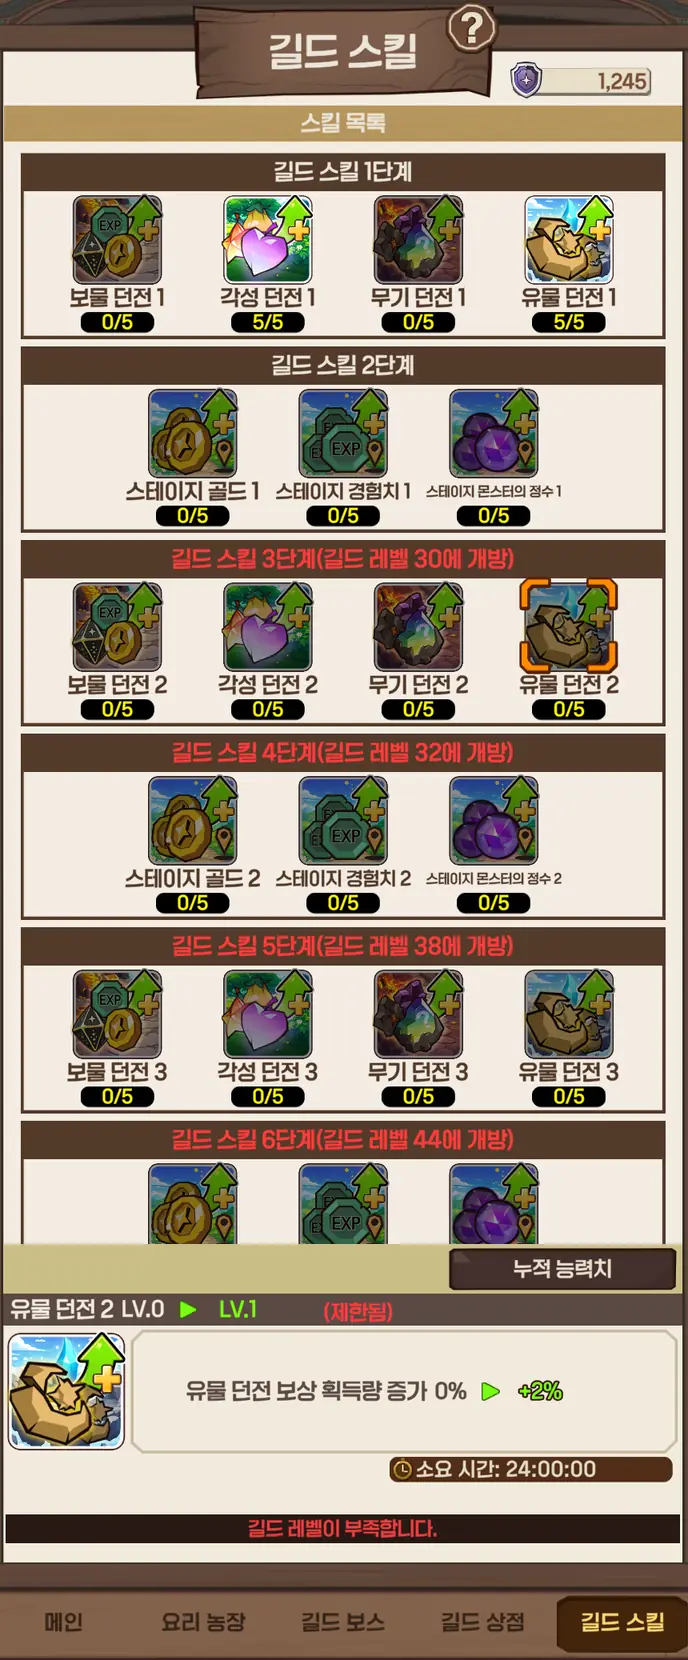 길드 스킬
?
1,245
스킬 목록
길드 스킬 1단계
EXP
보물 던전 1
각성 던전 1
무기 던전 1
유물 던전 1
0/5
5/5
0/5
5/5
길드 스킬 2단계
EXP
스테이지 골드 1
스테이지 경험치 1
스테이지 몬스터의 정수 1
0/5
0/5
0/5
길드 스킬 3단계(길드 레벨 30에 개방)
EXP
보물 던전 2
각성 던전 2
무기 던전 2
유물 던전 2
0/5
0/5
0/5
0/5
길드 스킬 4단계(길드 레벨 32에 개방)
EXP
스테이지 골드 2
스테이지 경험치 2
스테이지 몬스터의 정수 2
0/5
0/5
0/5
길드 스킬 5단계(길드 레벨 38에 개방)
EXP
보물 던전 3
각성 던전 3
무기 던전 3
유물 던전 3
0/5
0/5
0/5
0/5
길드 스킬 6단계(길드 레벨 44에 개방)
EXP
누적 능력치
유물 던전 2 LV.0 ▶ LV.1 (제한됨)
유물 던전 보상 획득량 증가 0% ▶ +2%
소요 시간: 24:00:00
길드 레벨이 부족합니다.
메인
요리 농장
길드 보스
길드 상점
길드 스킬